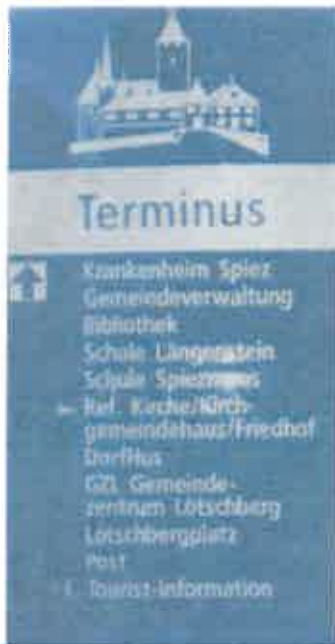 Terminus
Krankenheim Spiez
Gemeindeverwaltung
Bibliothek
Schule Längenstein
Schule Spiezmoos
Ref. Kirche/Kirch-
gemeindehaus/Friedhof
DorfHus
GZL Gemeinde-
zentrum Lötschberg
Lötschbergplatz
Post
Tourist-Information